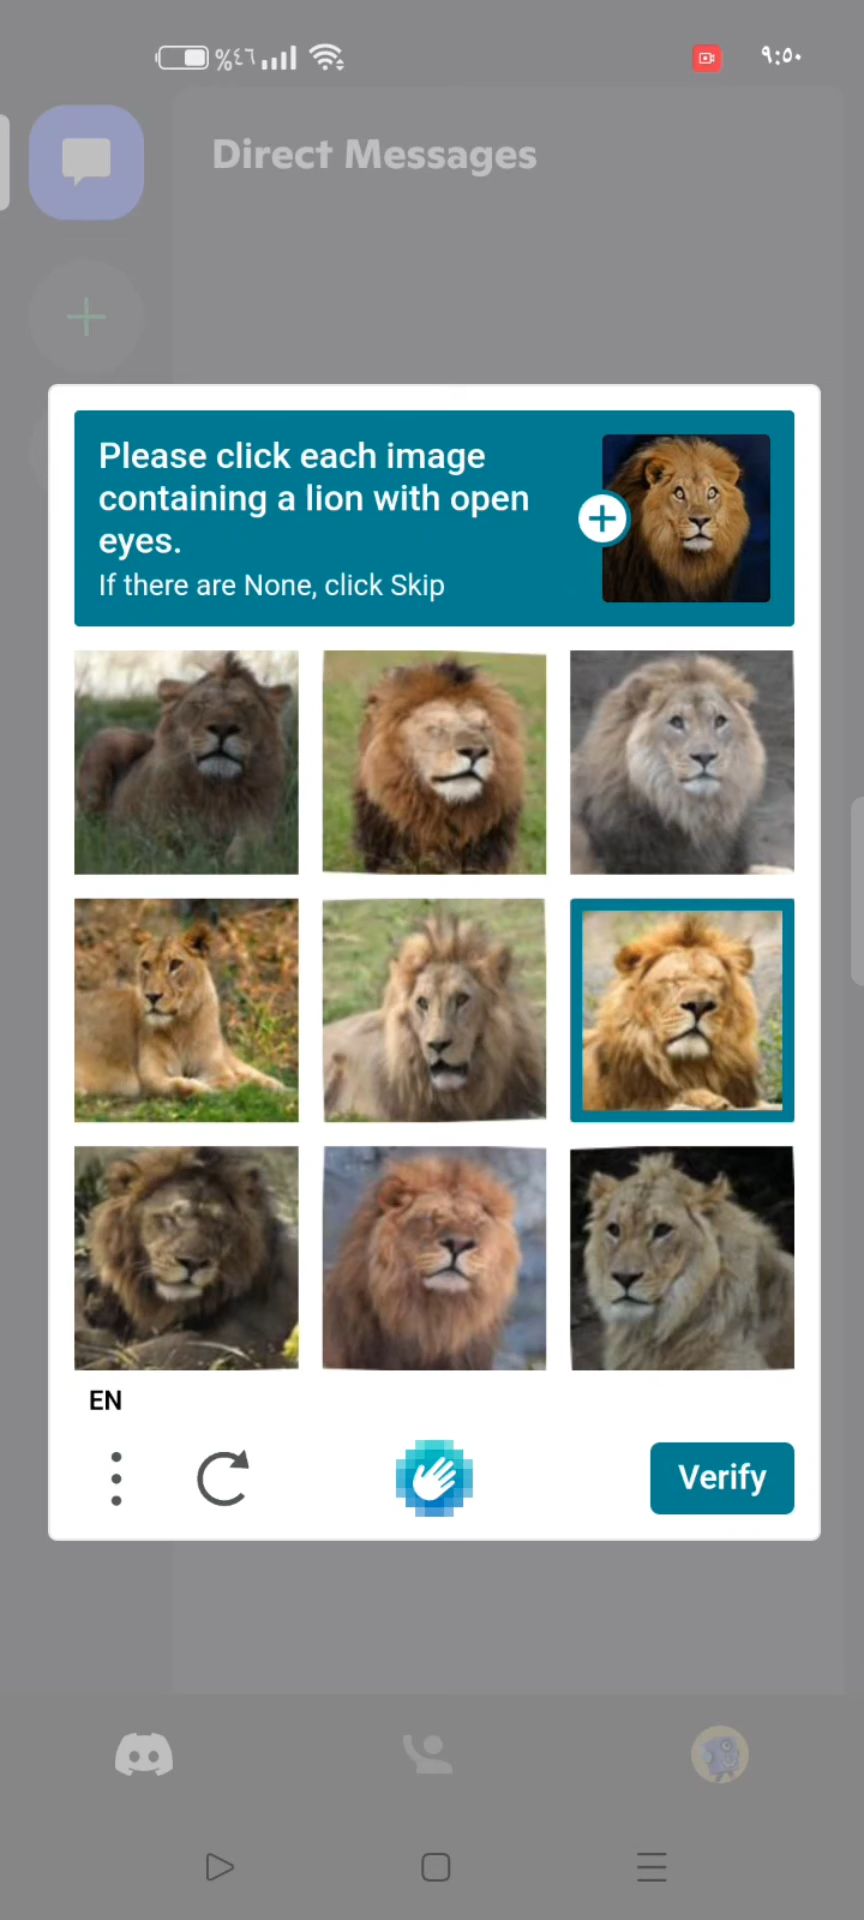 %٤٦ ٩:٥٠
Direct Messages
Please click each image
containing a lion with open
eyes.
If there are None, click Skip
EN
Verify